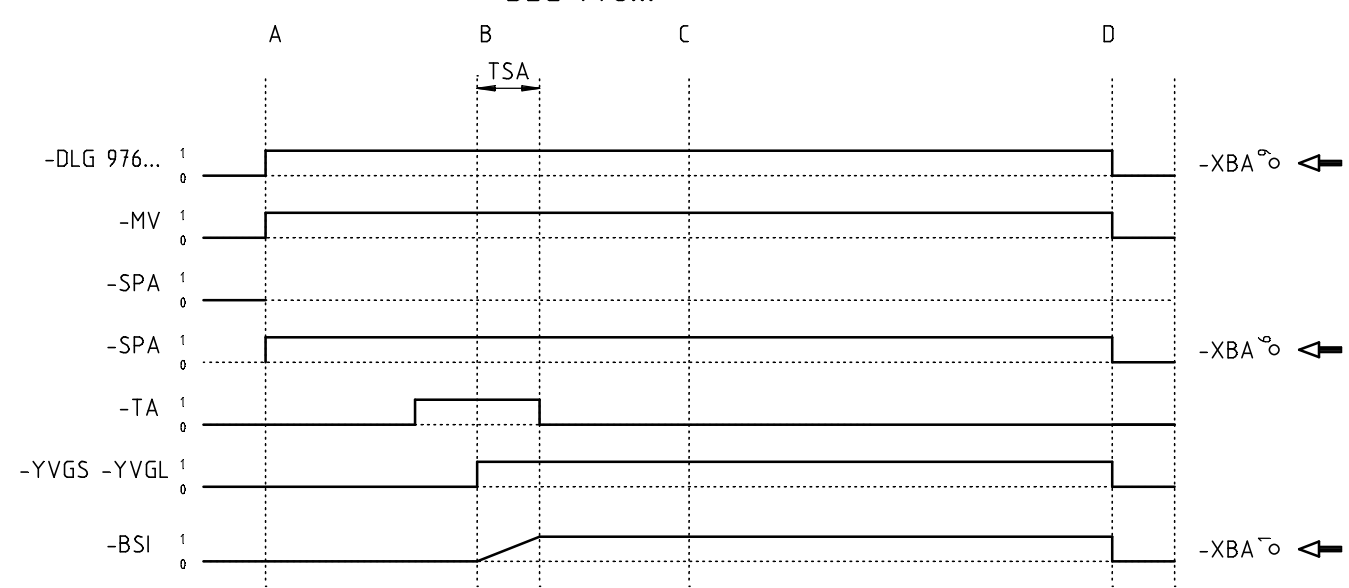 A B C D
TSA
-DLG 976... 1 0 -XBA 9
-MV 1 0
-SPA 1 0
-SPA 1 0 -XBA 6
-TA 1 0
-YVGS -YVGL 1 0
-BSI 1 0 -XBA 1